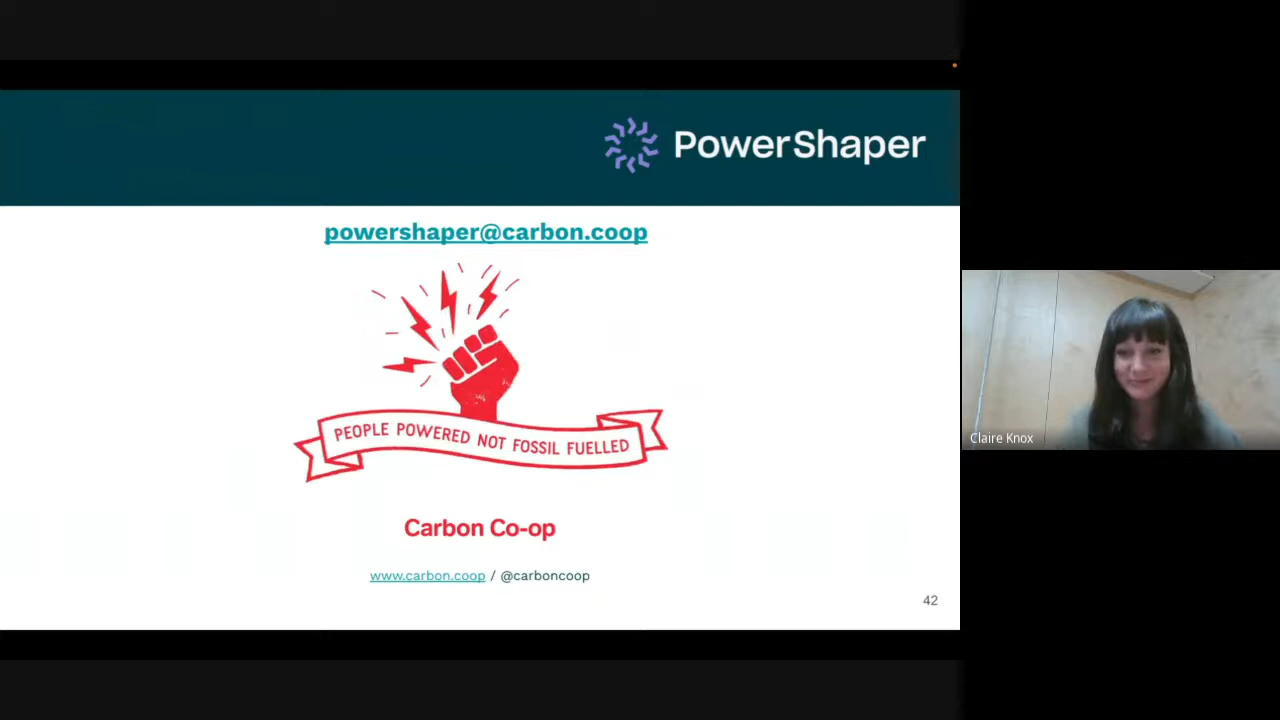 PowerShaper
powershaper@carbon.coop
PEOPLE POWERED NOT FOSSIL FUELLED
Carbon Co-op
www.carbon.coop / @carboncoop
42
Claire Knox